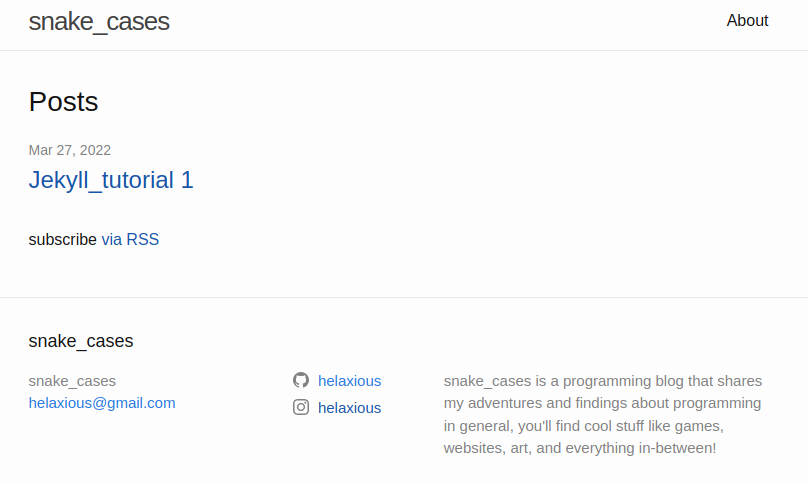 snake_cases
About
Posts
Mar 27, 2022
Jekyll_tutorial 1
subscribe via RSS
snake_cases
snake_cases
helaxious@gmail.com
helaxious
helaxious
snake_cases is a programming blog that shares
my adventures and findings about programming
in general, you'll find cool stuff like games,
websites, art, and everything in-between!